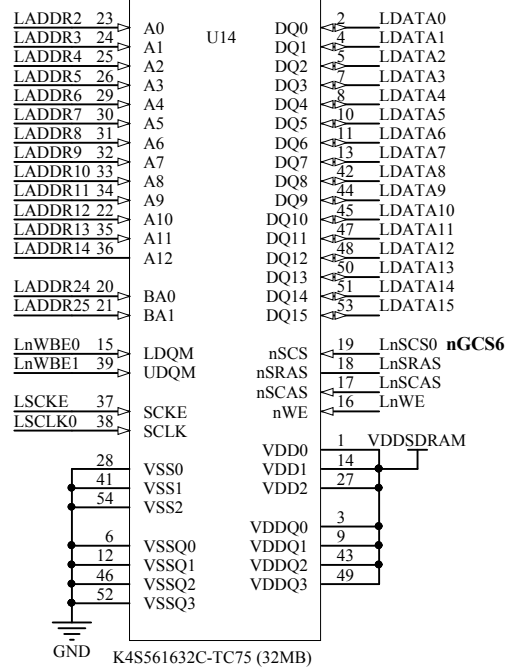 U14
LADDR2 23 A0 DQ0 2 LDATA0
LADDR3 24 A1 DQ1 4 LDATA1
LADDR4 25 A2 DQ2 5 LDATA2
LADDR5 26 A3 DQ3 7 LDATA3
LADDR6 29 A4 DQ4 8 LDATA4
LADDR7 30 A5 DQ5 10 LDATA5
LADDR8 31 A6 DQ6 11 LDATA6
LADDR9 32 A7 DQ7 13 LDATA7
LADDR10 33 A8 DQ8 42 LDATA8
LADDR11 34 A9 DQ9 44 LDATA9
LADDR12 22 A10 DQ10 45 LDATA10
LADDR13 35 A11 DQ11 47 LDATA11
LADDR14 36 A12 DQ12 48 LDATA12
DQ13 50 LDATA13
LADDR24 20 BA0 DQ14 51 LDATA14
LADDR25 21 BA1 DQ15 53 LDATA15
LnWBE0 15 LDQM nSCS 19 LnSCS0 nGCS6
LnWBE1 39 UDQM nSRAS 18 LnSRAS
nSCAS 17 LnSCAS
LSCKE 37 SCKE nWE 16 LnWE
LSCLK0 38 SCLK
VDD0 1 VDDSDRAM
28 VSS0 VDD1 14
41 VSS1 VDD2 27
54 VSS2
VDDQ0 3
6 VSSQ0 VDDQ1 9
12 VSSQ1 VDDQ2 43
46 VSSQ2 VDDQ3 49
52 VSSQ3
GND
K4S561632C-TC75 (32MB)